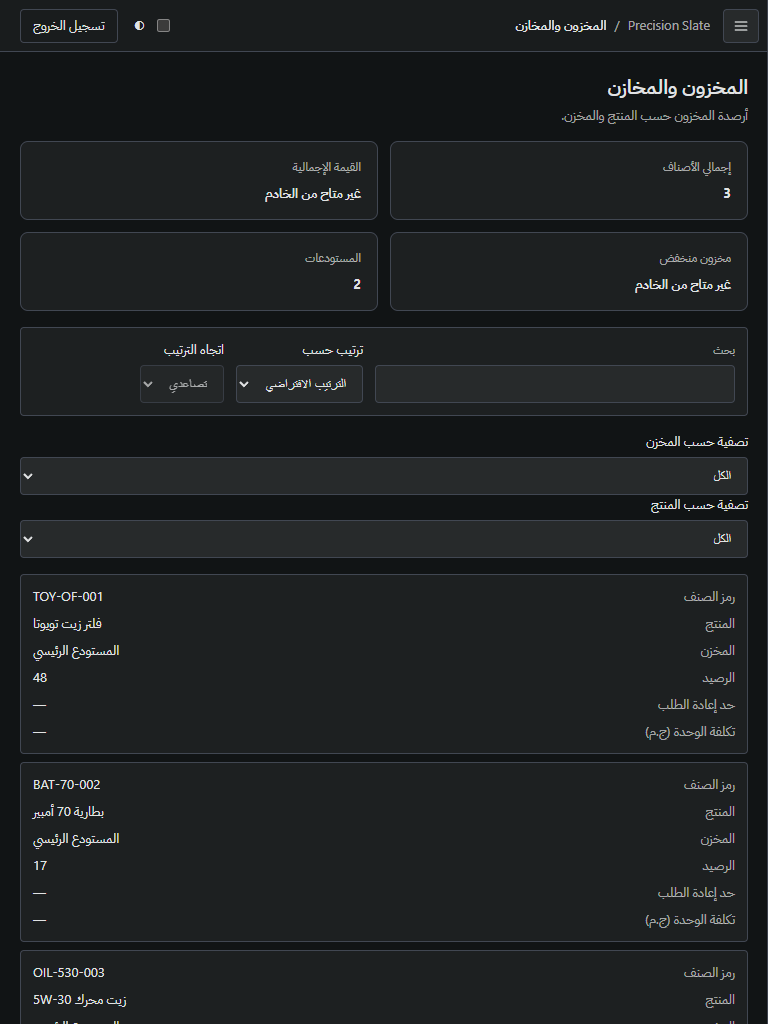 Precision Slate / المخزون والمخازن
تسجيل الخروج
المخزون والمخازن
أرصدة المخزون حسب المنتج والمخزن.
إجمالي الأصناف
3
القيمة الإجمالية
غير متاح من الخادم
مخزون منخفض
غير متاح من الخادم
المستودعات
2
بحث
ترتيب حسب
الترتيب الافتراضي
اتجاه الترتيب
تصاعدي
تصفية حسب المخزن
الكل
تصفية حسب المنتج
الكل
رمز الصنف TOY-OF-001
المنتج فلتر زيت تويوتا
المخزن المستودع الرئيسي
الرصيد 48
حد إعادة الطلب —
تكلفة الوحدة (ج.م) —
رمز الصنف BAT-70-002
المنتج بطارية 70 أمبير
المخزن المستودع الرئيسي
الرصيد 17
حد إعادة الطلب —
تكلفة الوحدة (ج.م) —
رمز الصنف OIL-530-003
المنتج زيت محرك 5W-30